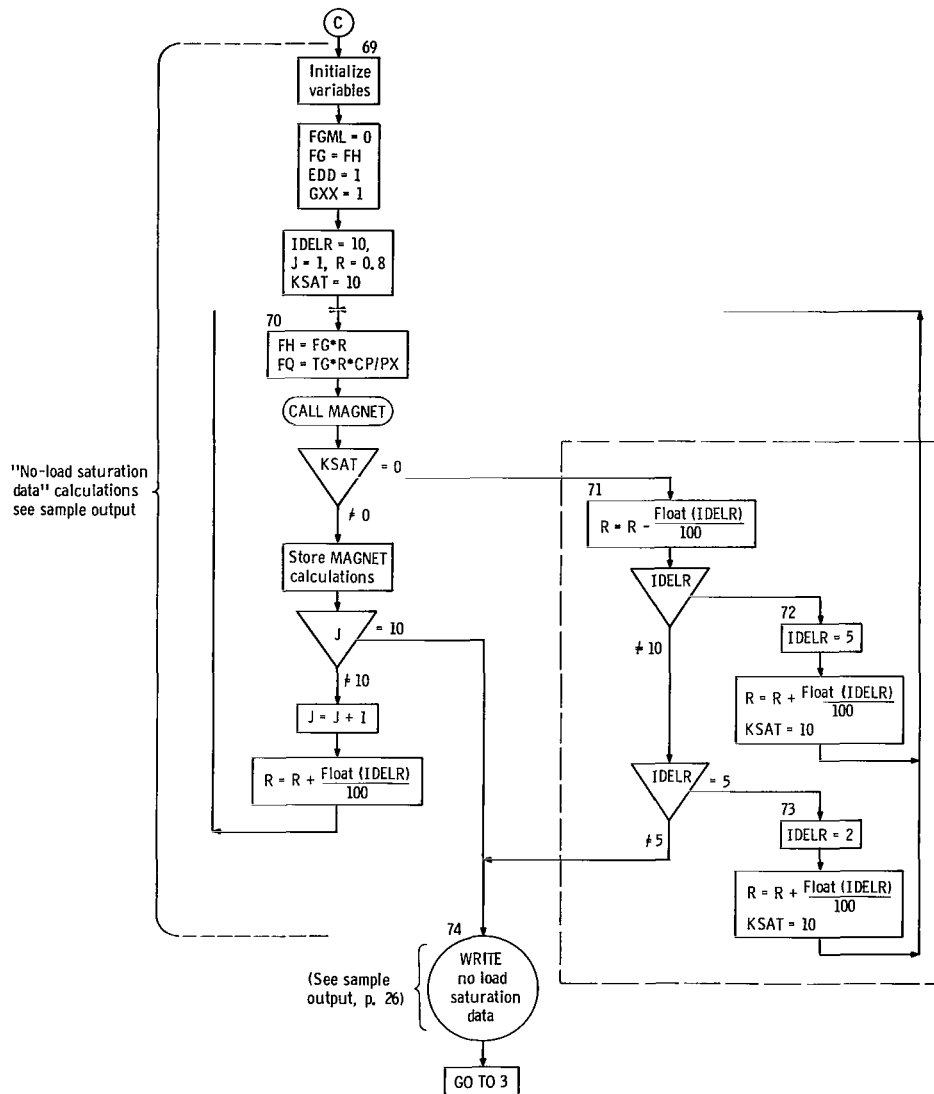 C
69
Initialize
variables
FGML = 0
FG = FH
EDD = 1
GXX = 1
IDELR = 10,
J = 1, R = 0.8
KSAT = 10
70
FH = FG*R
FQ = TG*R*CP/PX
CALL MAGNET
KSAT
= 0
≠ 0
Store MAGNET
calculations
J
= 10
≠ 10
J = J + 1
R = R + Float (IDELR)
100
"No-load saturation
data" calculations
see sample output
71
R = R - Float (IDELR)
100
IDELR
≠ 10
72
IDELR = 5
R = R + Float (IDELR)
100
KSAT = 10
IDELR
= 5
≠ 5
73
IDELR = 2
R = R + Float (IDELR)
100
KSAT = 10
74
WRITE
no load
saturation
data
(See sample
output, p. 26)
GO TO 3